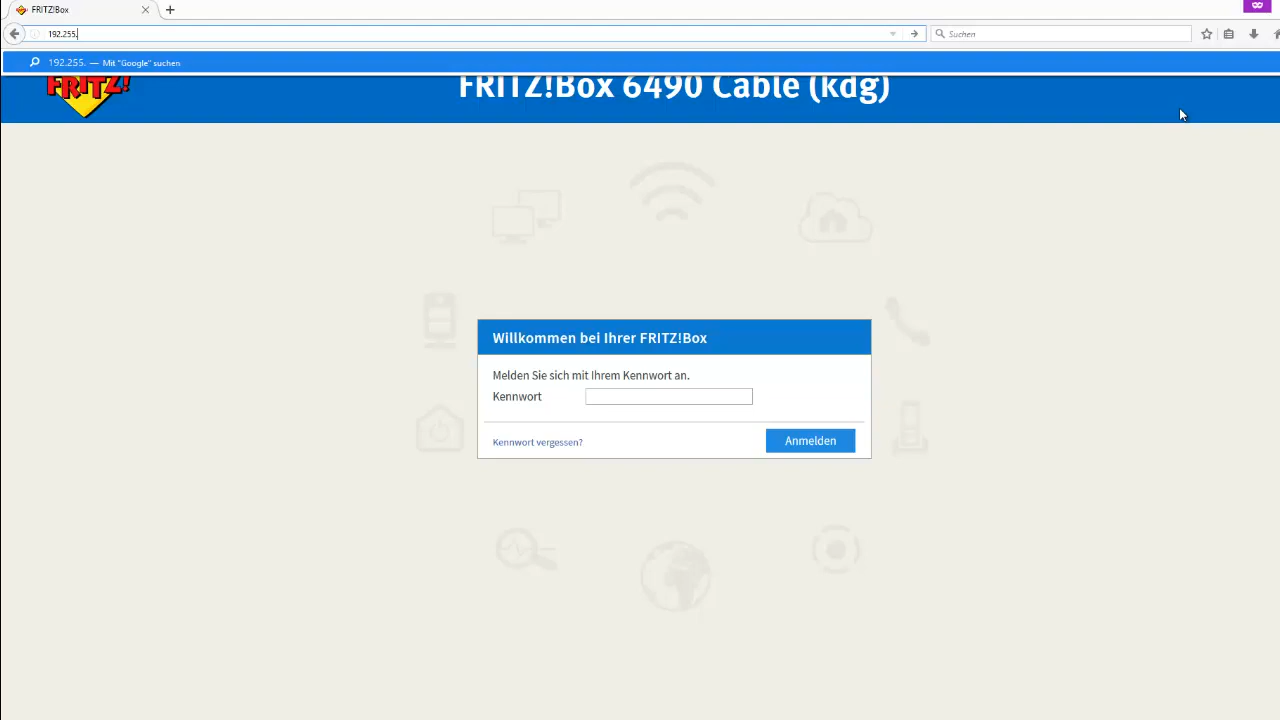 FRITZ!Box
192.255.
Suchen
192.255. — Mit "Google" suchen
FRITZ!
FRITZ!Box 6490 Cable (kdg)
Willkommen bei Ihrer FRITZ!Box
Melden Sie sich mit Ihrem Kennwort an.
Kennwort
Kennwort vergessen?
Anmelden